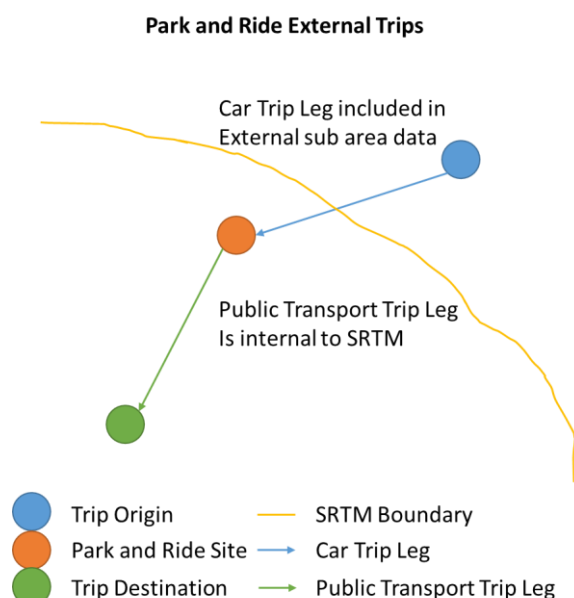 Park and Ride External Trips
Car Trip Leg included in
External sub area data
Public Transport Trip Leg
Is internal to SRTM
Trip Origin
SRTM Boundary
Park and Ride Site
Car Trip Leg
Trip Destination
Public Transport Trip Leg